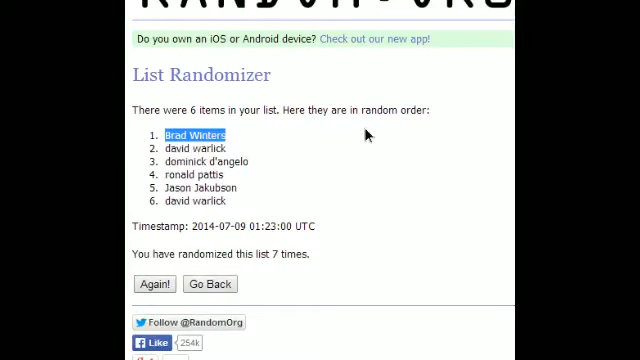 RANDOM.ORG
Do you own an iOS or Android device? Check out our new app!
List Randomizer
There were 6 items in your list. Here they are in random order:
1. Brad Winters
2. david warlick
3. dominick d'angelo
4. ronald pattis
5. Jason Jakubson
6. david warlick
Timestamp: 2014-07-09 01:23:00 UTC
You have randomized this list 7 times.
Again! Go Back
Follow @RandomOrg
Like 254k